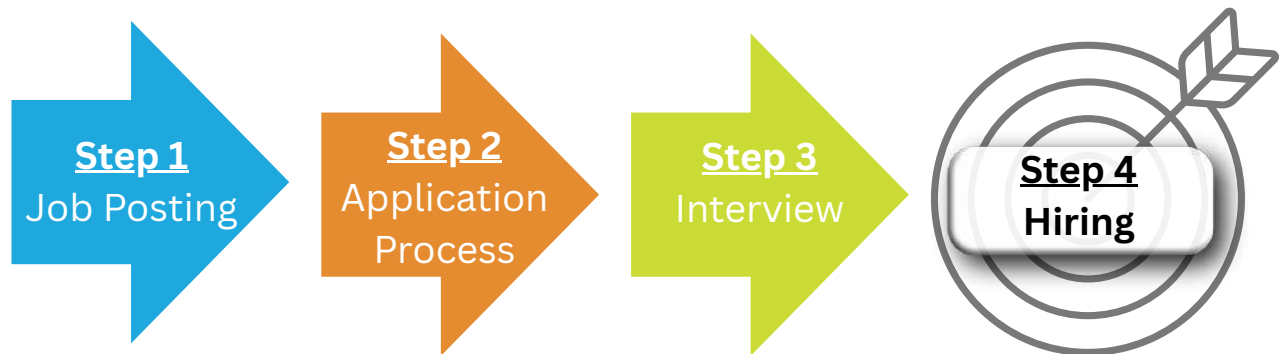 Step 1
Job Posting
Step 2
Application
Process
Step 3
Interview
Step 4
Hiring